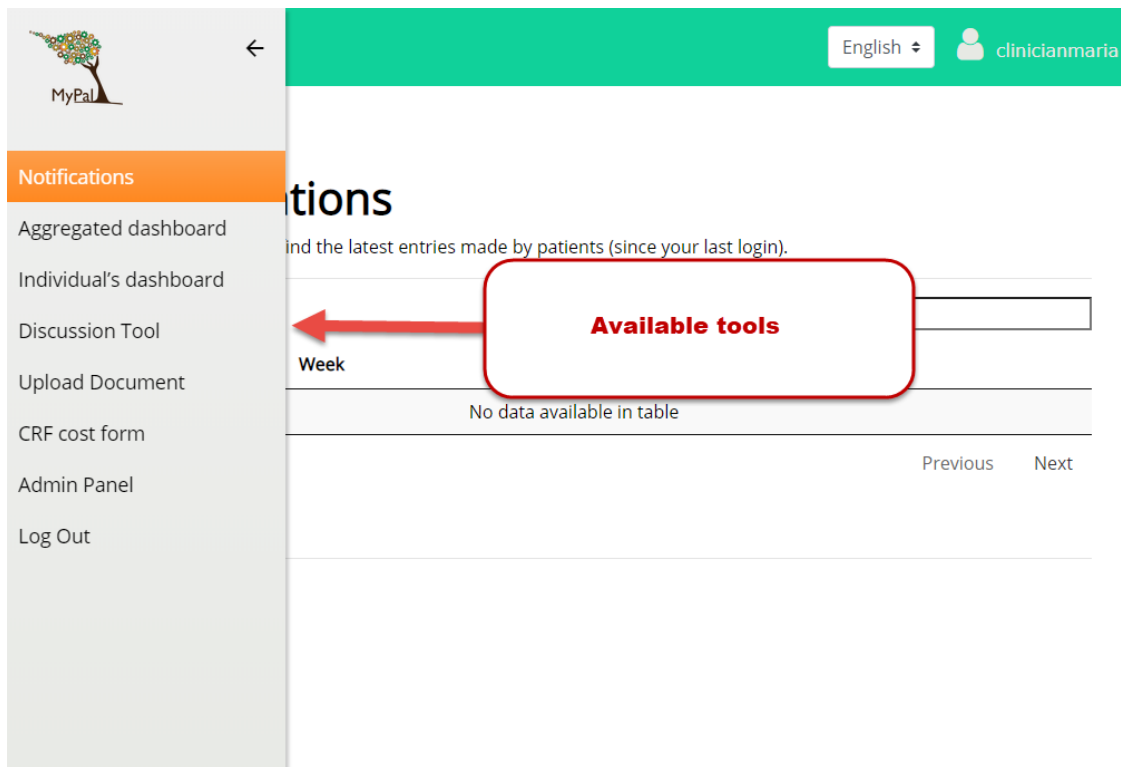 MyPal
English
clinicianmaria
Notifications
Aggregated dashboard
Individual's dashboard
Discussion Tool
Upload Document
CRF cost form
Admin Panel
Log Out
tions
ind the latest entries made by patients (since your last login).
Available tools
Week
No data available in table
Previous Next